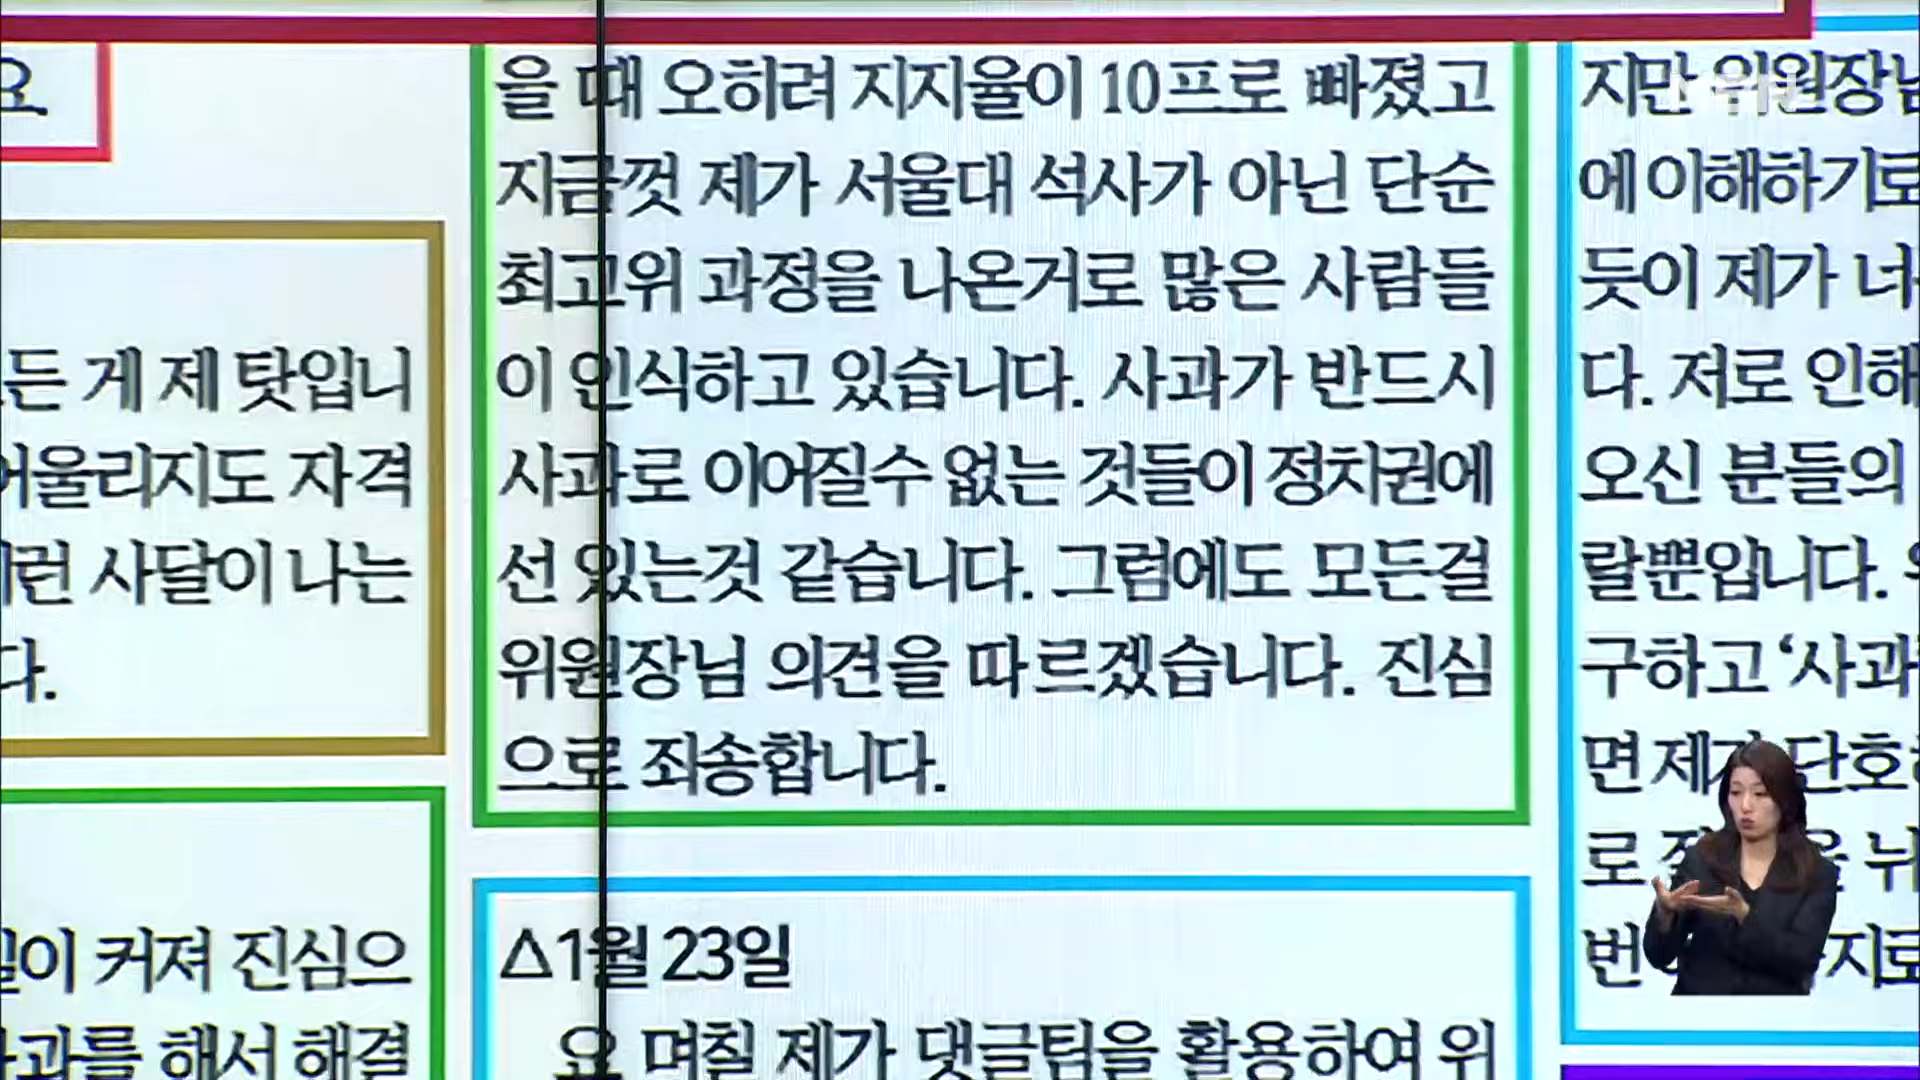 요
든 게 제 탓입니
어울리지도 자격
런 사달이 나는
다.
이 커져 진심으
과를 해서 해결
을 때 오히려 지지율이 10프로 빠졌고
지금껏 제가 서울대 석사가 아닌 단순
최고위 과정을 나온거로 많은 사람들
이 인식하고 있습니다. 사과가 반드시
사과로 이어질수 없는 것들이 정치권에
선 있는것 같습니다. 그럼에도 모든걸
위원장님 의견을 따르겠습니다. 진심
으로 죄송합니다.
△1월 23일
요 며칠 제가 댓글팀을 활용하여 위
지만 위원장님
에 이해하기로
듯이 제가 너
다. 저로 인해
오신 분들의
랄뿐입니다.
구하고 ‘사과
면 제가 단호
로
번
MBN